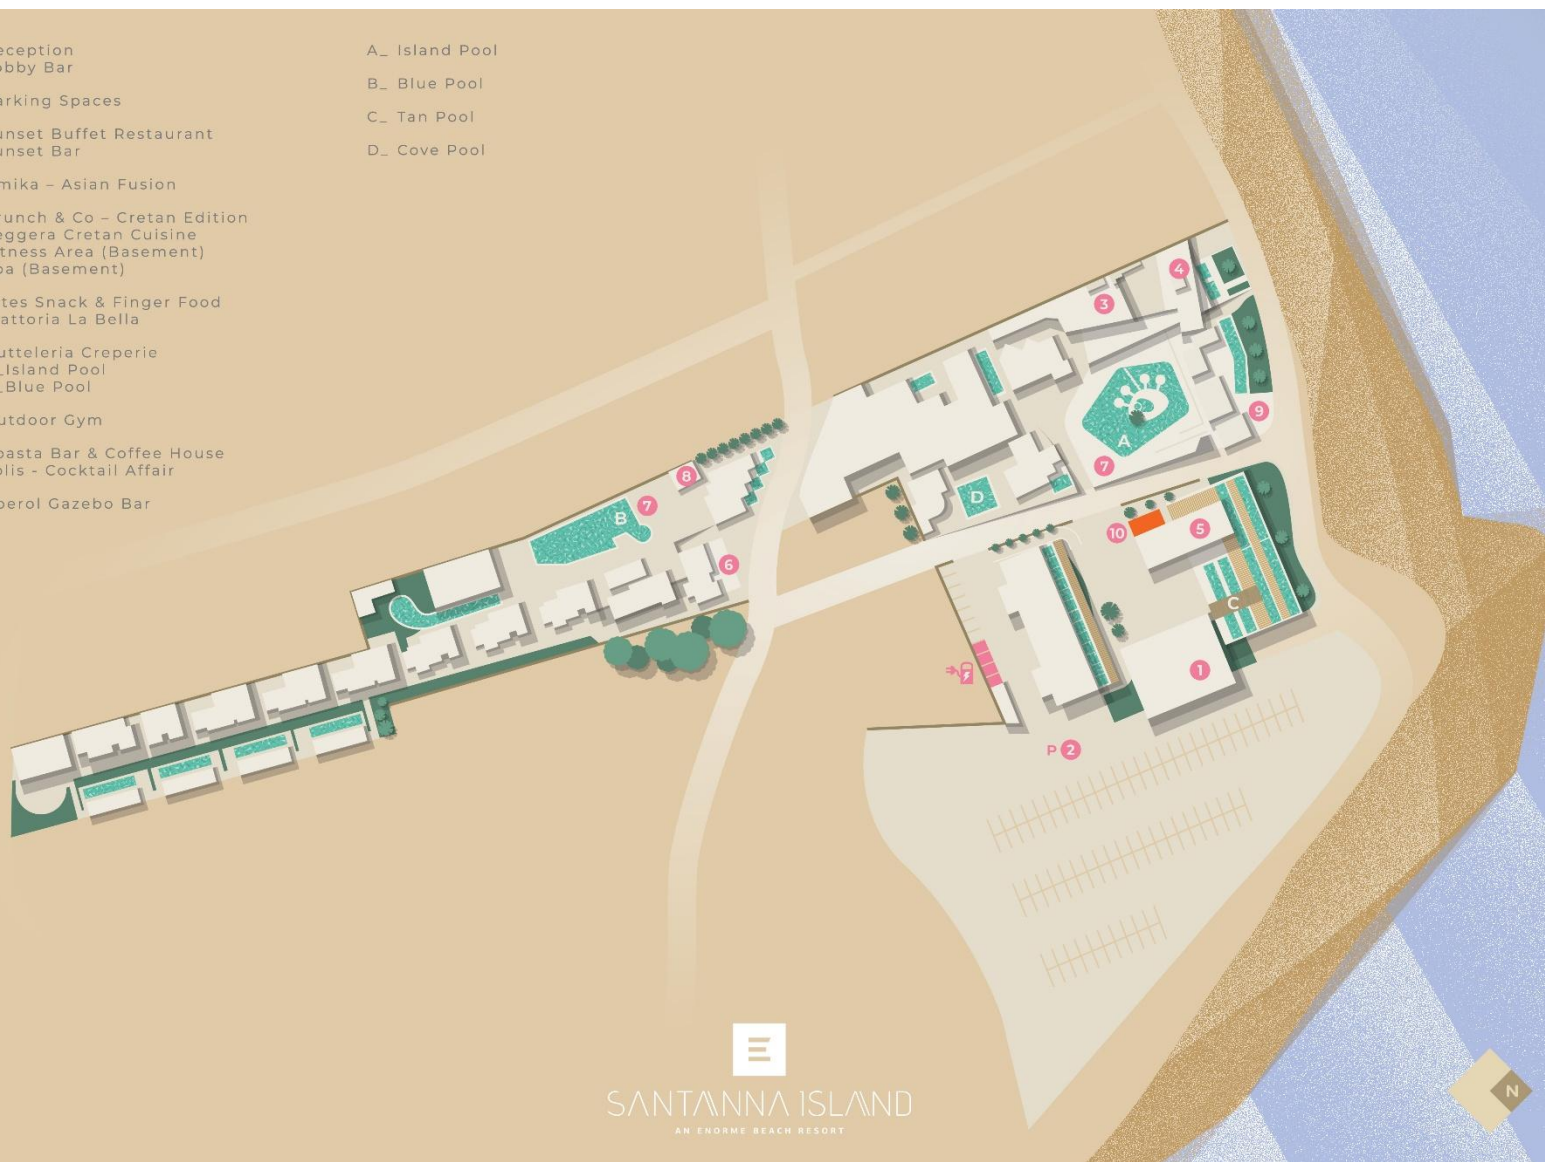 eception
obby Bar
arking Spaces
unset Buffet Restaurant
unset Bar
mika – Asian Fusion
runch & Co – Cretan Edition
eggera Cretan Cuisine
tness Area (Basement)
pa (Basement)
tes Snack & Finger Food
attoria La Bella
utteleria Creperie
_Island Pool
_Blue Pool
utdoor Gym
pasta Bar & Coffee House
olis - Cocktail Affair
perol Gazebo Bar
A_ Island Pool
B_ Blue Pool
C_ Tan Pool
D_ Cove Pool
4
3
9
A
7
8
7
B
D
10
5
6
C
1
P 2
E
SANTANNA ISLAND
AN ENORME BEACH RESORT
N